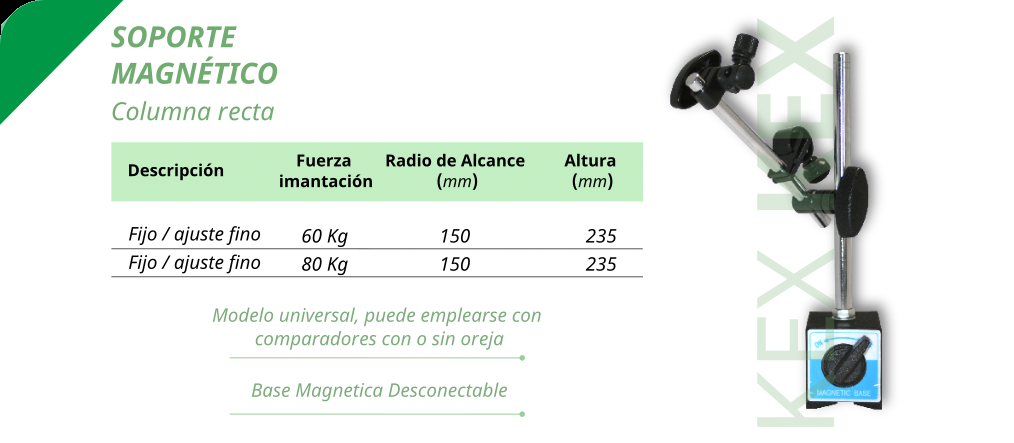 SOPORTE
MAGNÉTICO
Columna recta
Descripción Fuerza imantación Radio de Alcance (mm) Altura (mm)
Fijo / ajuste fino 60 Kg 150 235
Fijo / ajuste fino 80 Kg 150 235
Modelo universal, puede emplearse con
comparadores con o sin oreja
Base Magnetica Desconectable
KEX KEX
ON
MAGNETIC BASE